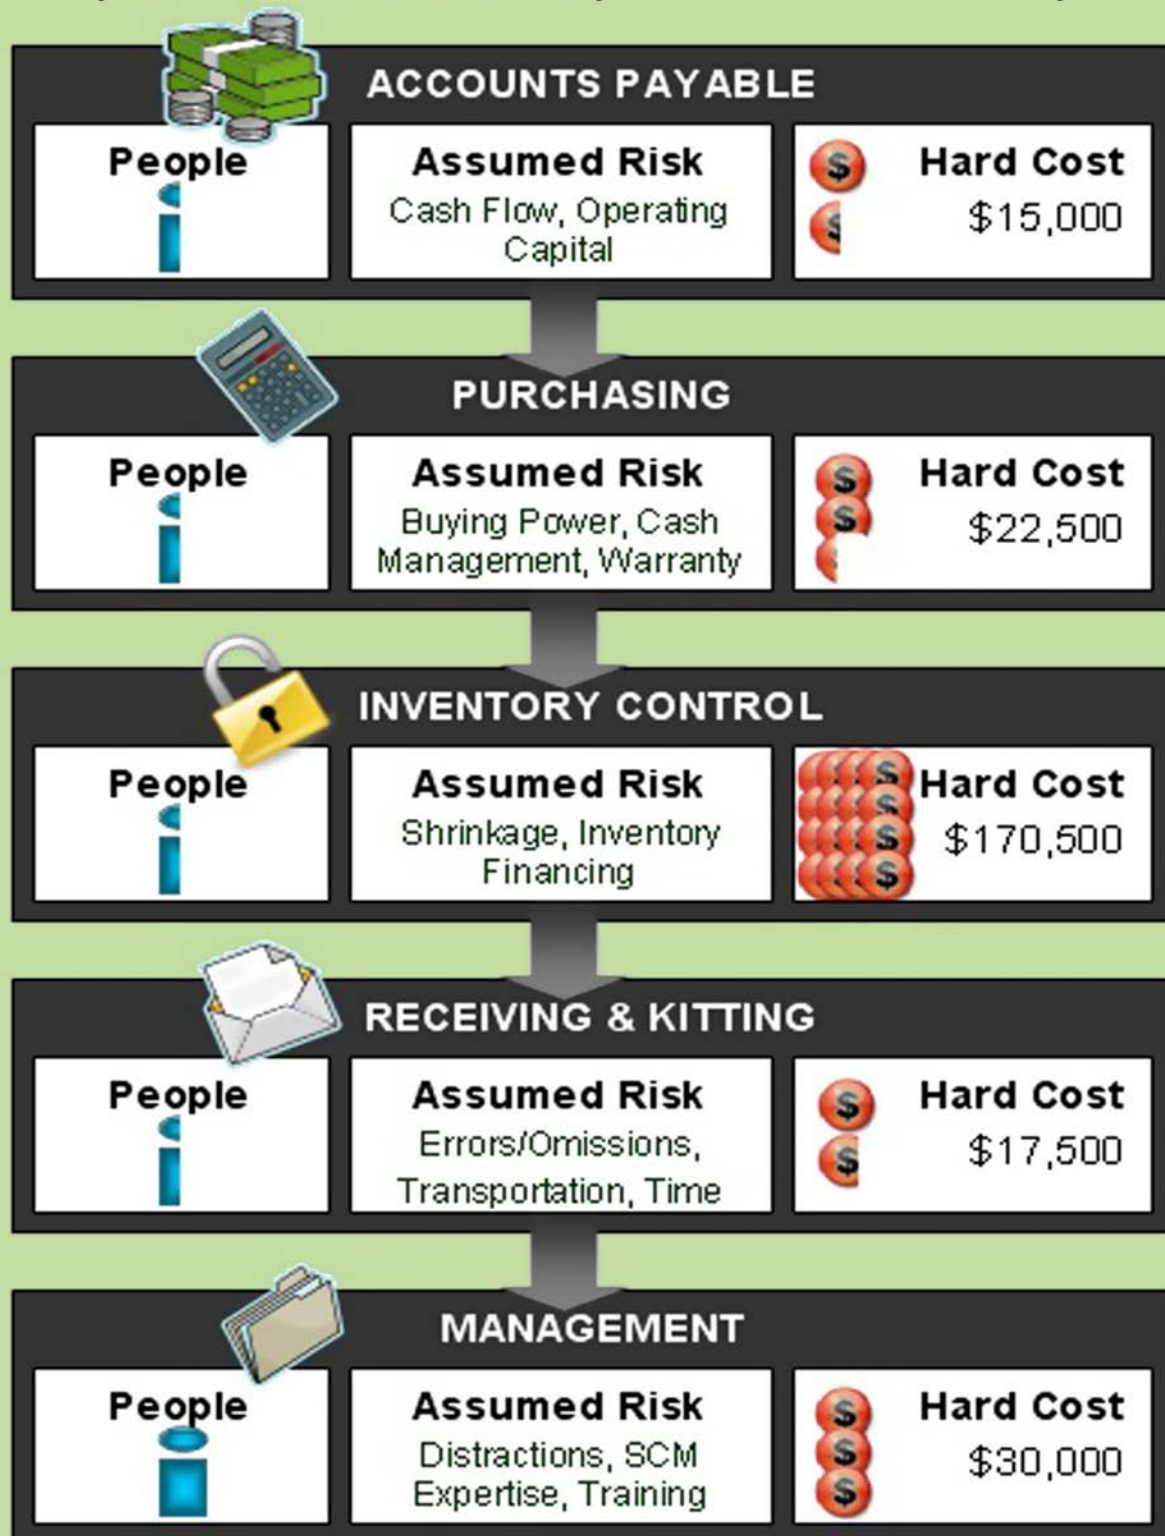 ACCOUNTS PAYABLE
People
Assumed Risk
Cash Flow, Operating
Capital
$
$
Hard Cost
$15,000
PURCHASING
People
Assumed Risk
Buying Power, Cash
Management, Warranty
$
$
Hard Cost
$22,500
INVENTORY CONTROL
People
Assumed Risk
Shrinkage, Inventory
Financing
$
$
$
$
Hard Cost
$170,500
RECEIVING & KITTING
People
Assumed Risk
Errors/Omissions,
Transportation, Time
$
$
Hard Cost
$17,500
MANAGEMENT
People
Assumed Risk
Distractions, SCM
Expertise, Training
$
$
$
Hard Cost
$30,000